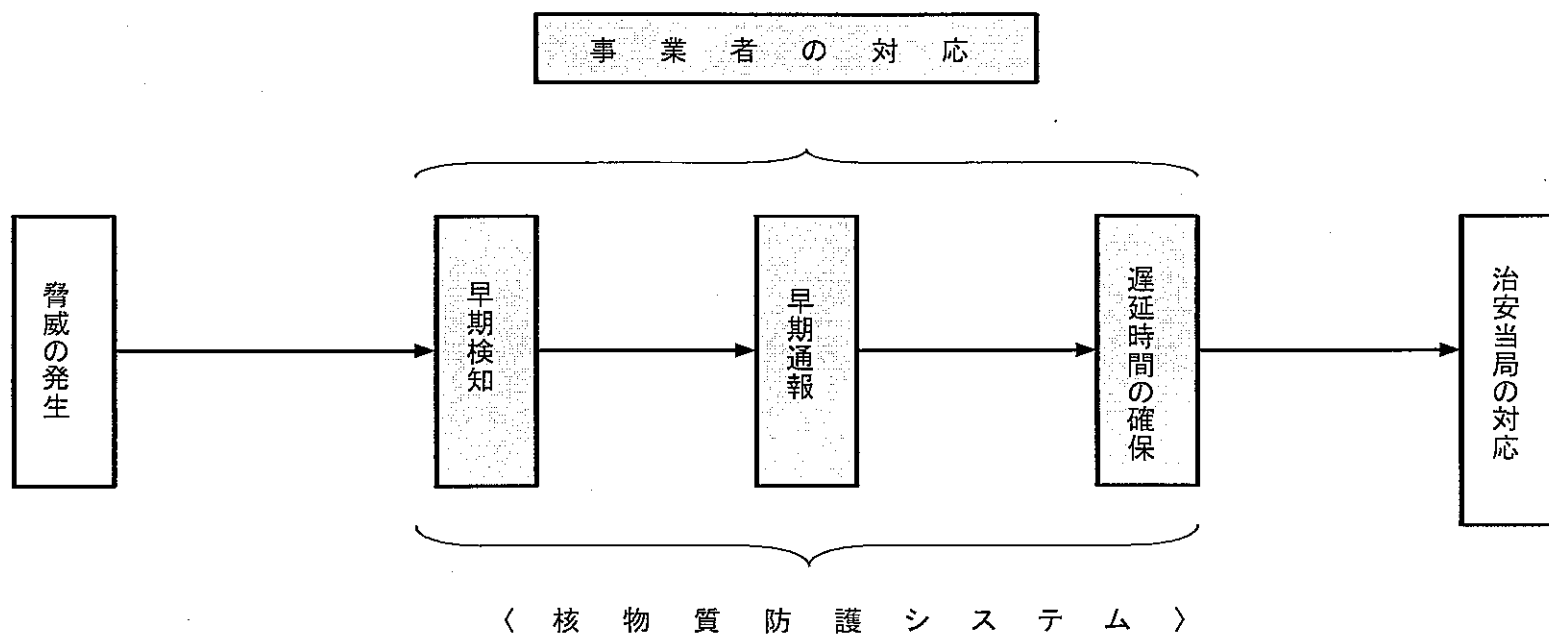 事業者の対応
脅威の発生
早期検知
早期通報
遅延時間の確保
治安当局の対応
〈核物質防護システム〉